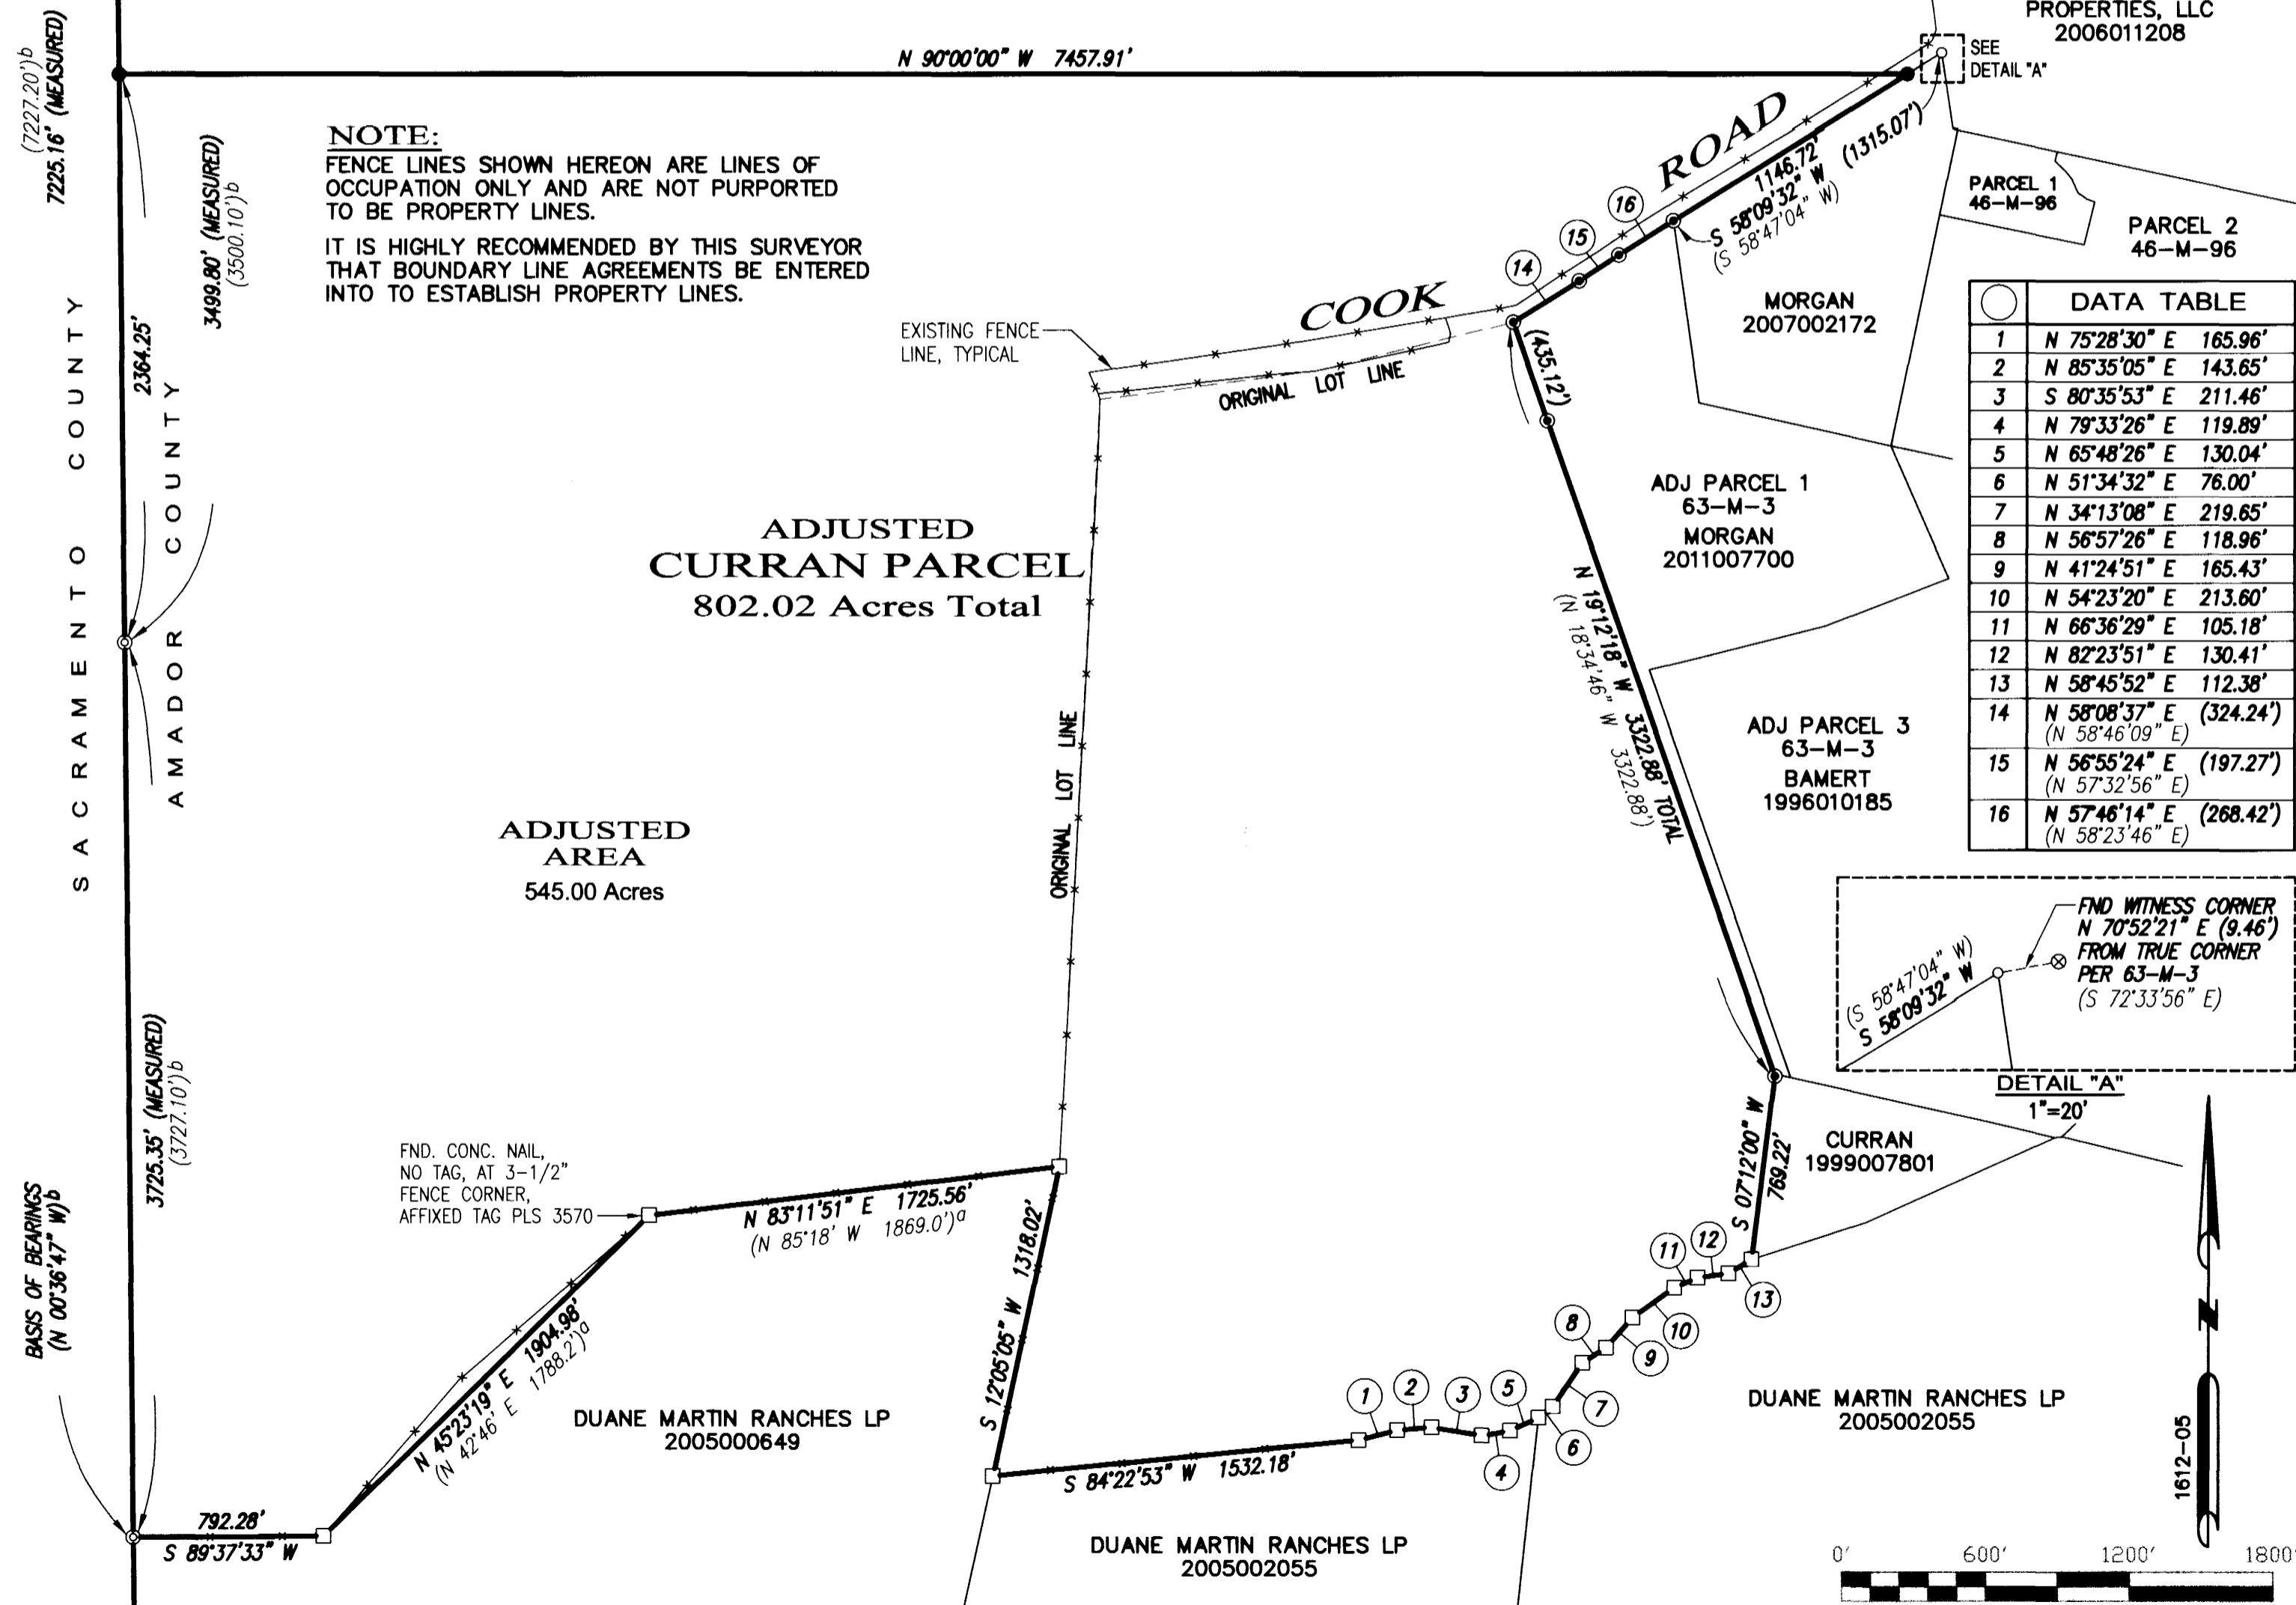 PROPERTIES, LLC
2006011208
SEE
DETAIL "A"
N 90°00'00" W 7457.91'
(7227.20')b
7225.16' (MEASURED)
3499.80' (MEASURED)
(3500.10')b
2364.25'
SACRAMENTO COUNTY
AMADOR COUNTY
3725.35' (MEASURED)
(3727.10')b
BASIS OF BEARINGS
(N 00°36'47" W)b
NOTE:
FENCE LINES SHOWN HEREON ARE LINES OF
OCCUPATION ONLY AND ARE NOT PURPORTED
TO BE PROPERTY LINES.
IT IS HIGHLY RECOMMENDED BY THIS SURVEYOR
THAT BOUNDARY LINE AGREEMENTS BE ENTERED
INTO TO ESTABLISH PROPERTY LINES.
EXISTING FENCE
LINE, TYPICAL
COOK ROAD
ORIGINAL LOT LINE
14
15
16
1146.72'
S 58°09'32" W (1315.07')
(S 58°47'04" W)
(435.12')
PARCEL 1
46-M-96
PARCEL 2
46-M-96
MORGAN
2007002172
ADJ PARCEL 1
63-M-3
MORGAN
2011007700
ADJ PARCEL 3
63-M-3
BAMERT
1996010185
N 19°12'18" W 3322.88' TOTAL
(N 18°34'46" W 3322.88')
ADJUSTED
CURRAN PARCEL
802.02 Acres Total
ORIGINAL LOT LINE
ADJUSTED
AREA
545.00 Acres
DATA TABLE
1 N 75°28'30" E 165.96'
2 N 85°35'05" E 143.65'
3 S 80°35'53" E 211.46'
4 N 79°33'26" E 119.89'
5 N 65°48'26" E 130.04'
6 N 51°34'32" E 76.00'
7 N 34°13'08" E 219.65'
8 N 56°57'26" E 118.96'
9 N 41°24'51" E 165.43'
10 N 54°23'20" E 213.60'
11 N 66°36'29" E 105.18'
12 N 82°23'51" E 130.41'
13 N 58°45'52" E 112.38'
14 N 58°08'37" E (324.24')
(N 58°46'09" E)
15 N 56°55'24" E (197.27')
(N 57°32'56" E)
16 N 57°46'14" E (268.42')
(N 58°23'46" E)
FND WITNESS CORNER
N 70°52'21" E (9.46')
FROM TRUE CORNER
PER 63-M-3
(S 72°33'56" E)
(S 58°47'04" W)
S 58°09'32" W
DETAIL "A"
1"=20'
FND. CONC. NAIL,
NO TAG, AT 3-1/2"
FENCE CORNER,
AFFIXED TAG PLS 3570
N 83°11'51" E 1725.56'
(N 85°18' W 1869.0')a
S 12°05'05" W 1318.02'
N 45°23'19" E 1904.98'
(N 42°46' E 1788.2')a
792.28'
S 89°37'33" W
DUANE MARTIN RANCHES LP
2005000649
S 84°22'53" W 1532.18'
DUANE MARTIN RANCHES LP
2005002055
1
2
3
4
5
6
7
8
9
10
11
12
13
S 07°12'00" W
769.22'
CURRAN
1999007801
DUANE MARTIN RANCHES LP
2005002055
N
1612-05
0' 600' 1200' 1800'